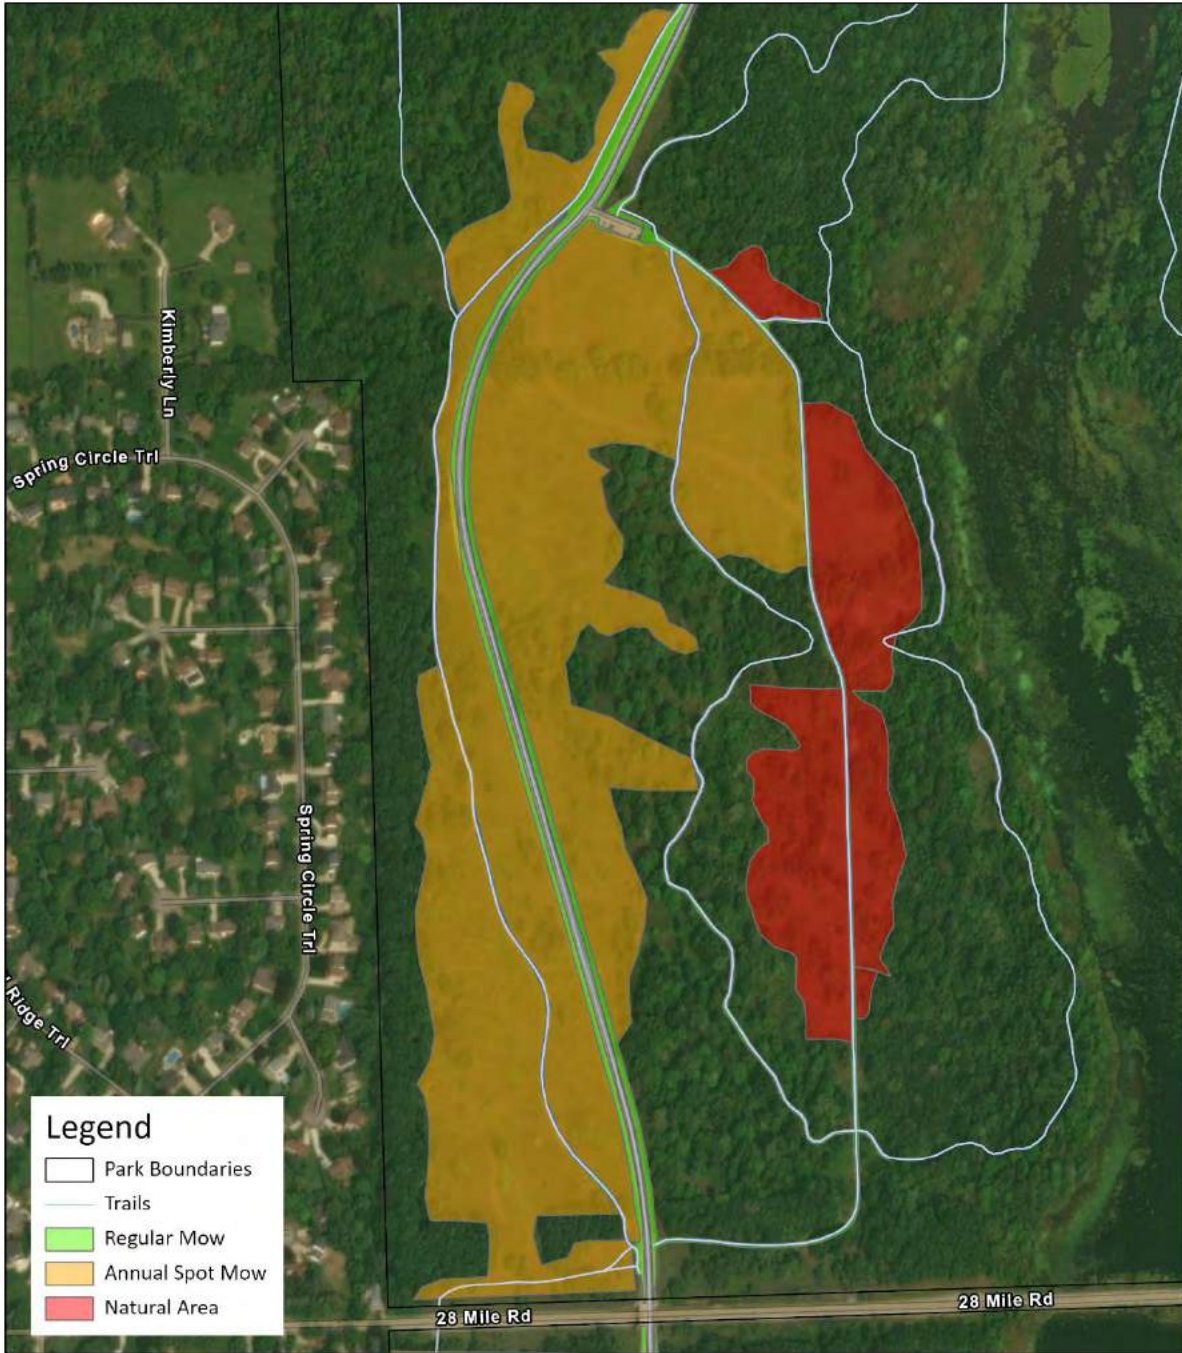 Kimberly Ln
Spring Circle Trl
Spring Circle Trl
Ridge Trl
Legend
Park Boundaries
Trails
Regular Mow
Annual Spot Mow
Natural Area
28 Mile Rd
28 Mile Rd